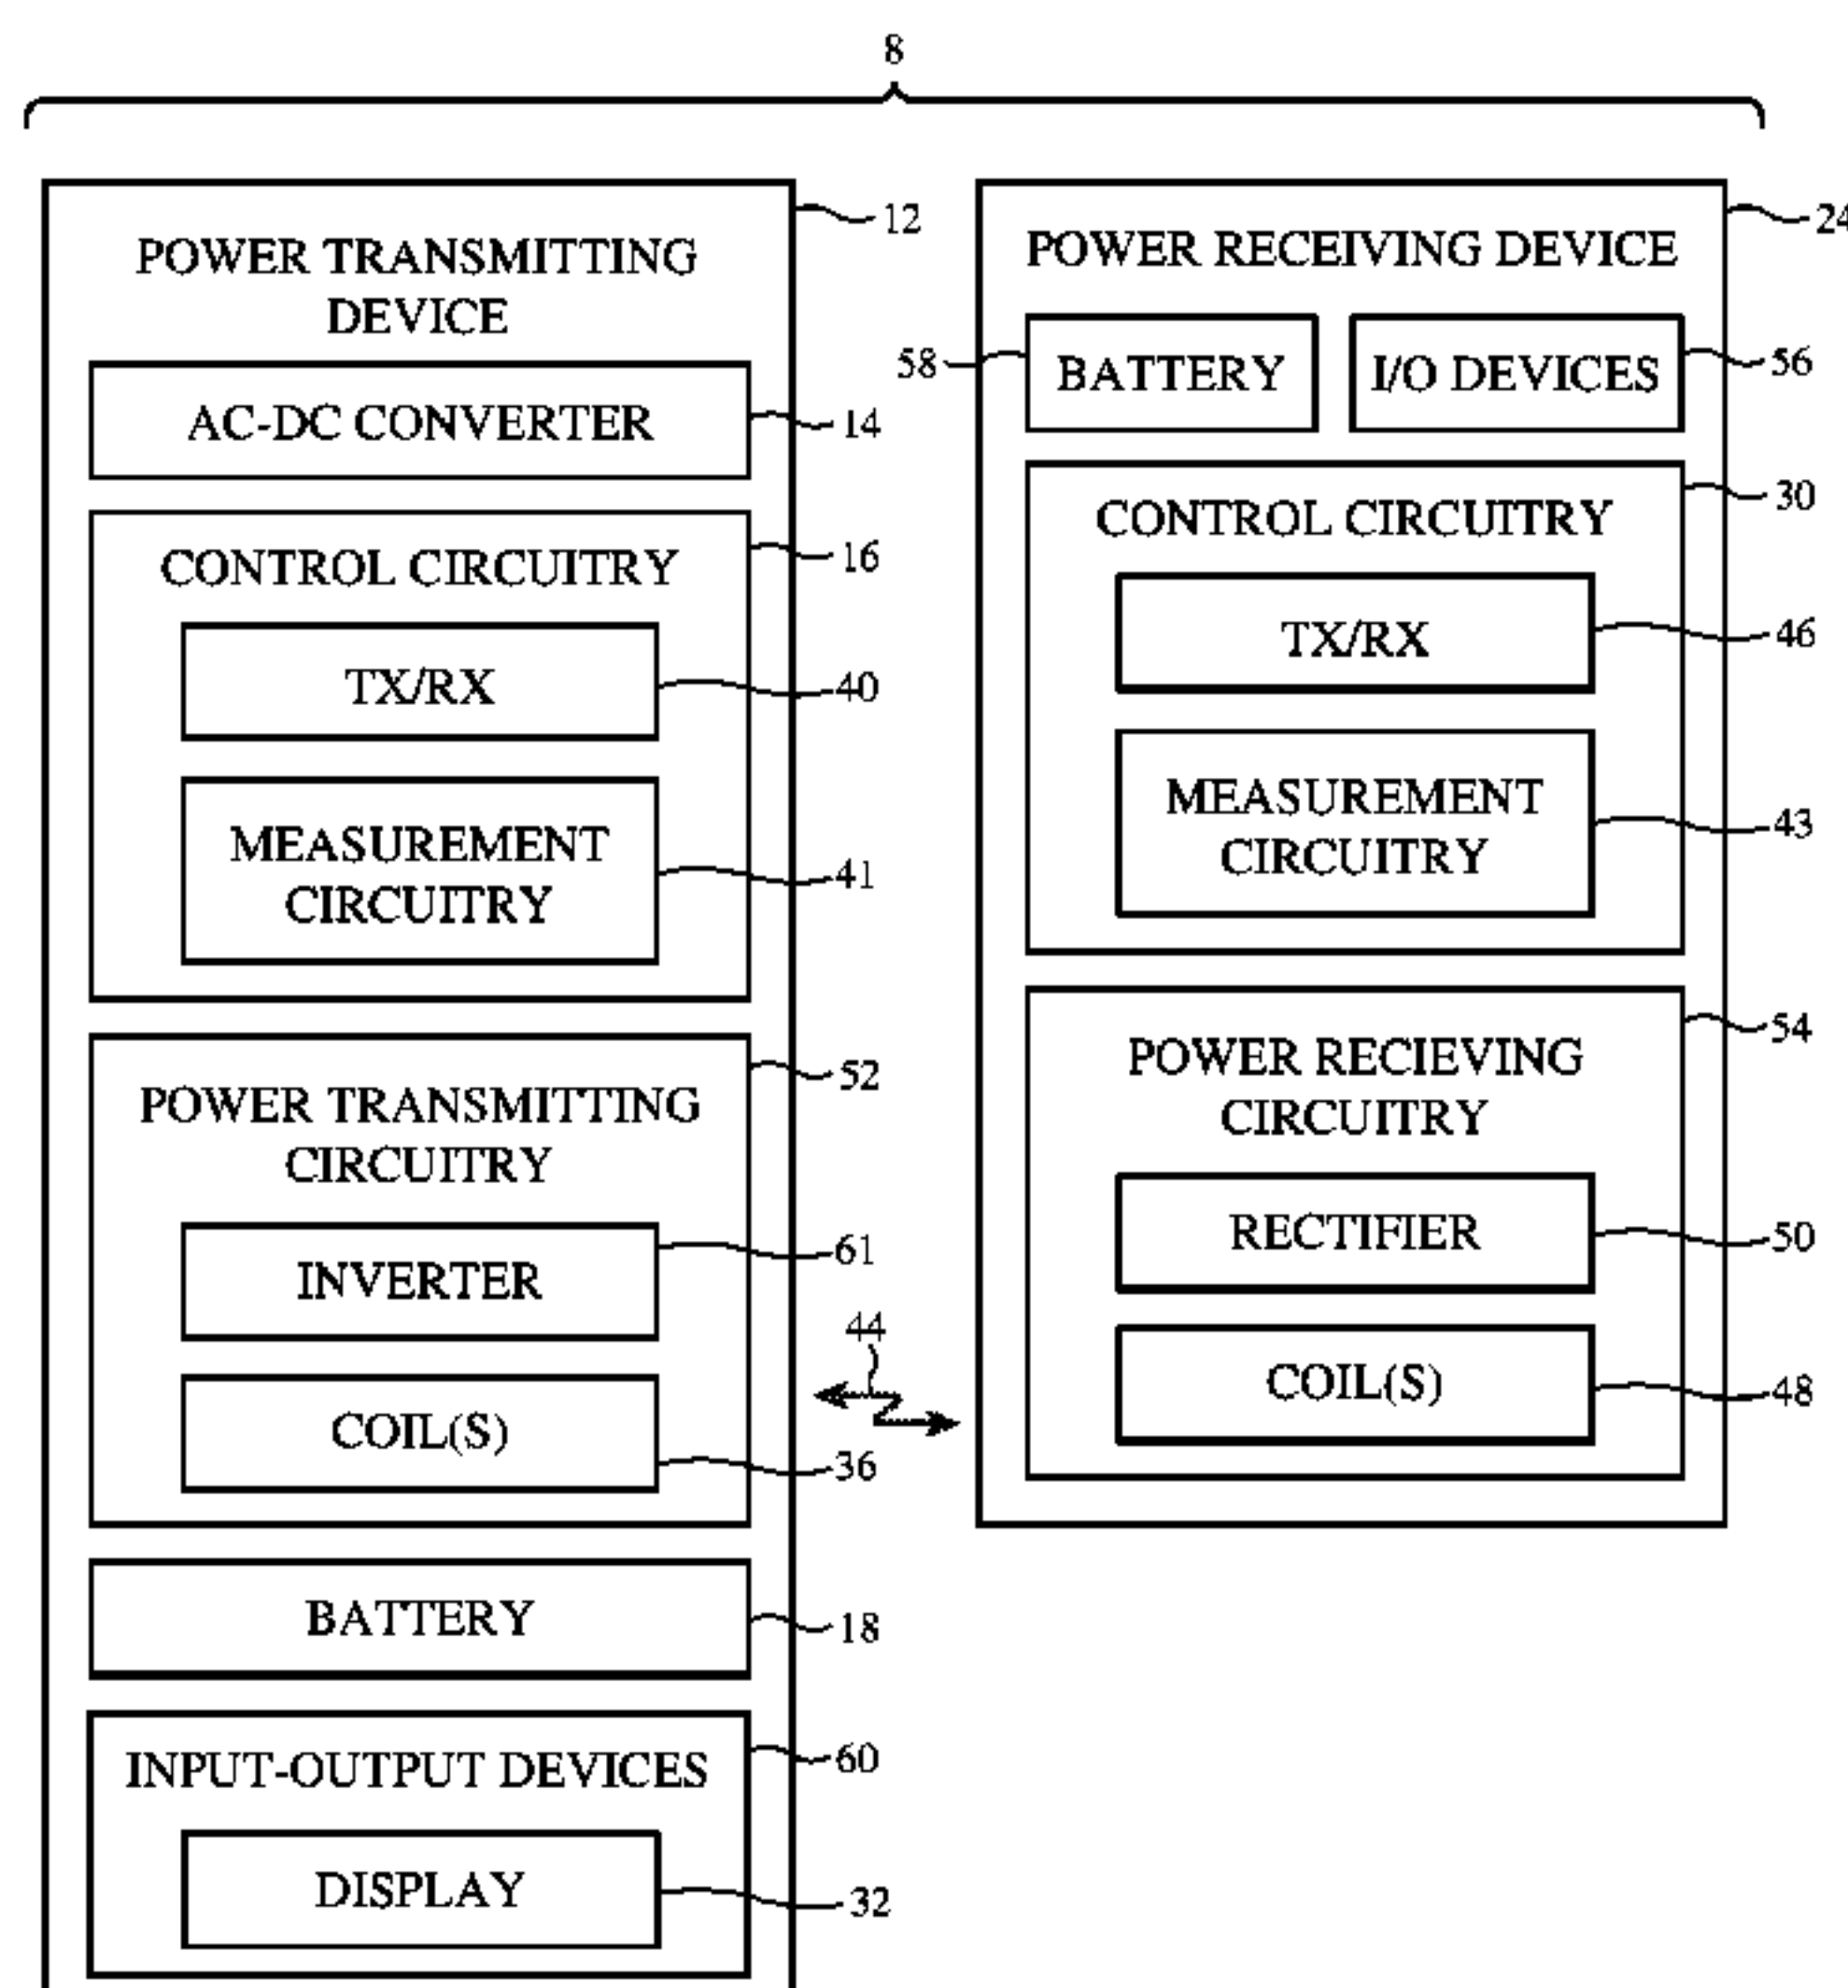 8
POWER TRANSMITTING
DEVICE
12
AC-DC CONVERTER
14
CONTROL CIRCUITRY
16
TX/RX
40
MEASUREMENT
CIRCUITRY
41
POWER TRANSMITTING
CIRCUITRY
52
INVERTER
61
COIL(S)
36
BATTERY
18
INPUT-OUTPUT DEVICES
60
DISPLAY
32
44
POWER RECEIVING DEVICE
24
58
BATTERY
I/O DEVICES
56
CONTROL CIRCUITRY
30
TX/RX
46
MEASUREMENT
CIRCUITRY
43
POWER RECIEVING
CIRCUITRY
54
RECTIFIER
50
COIL(S)
48